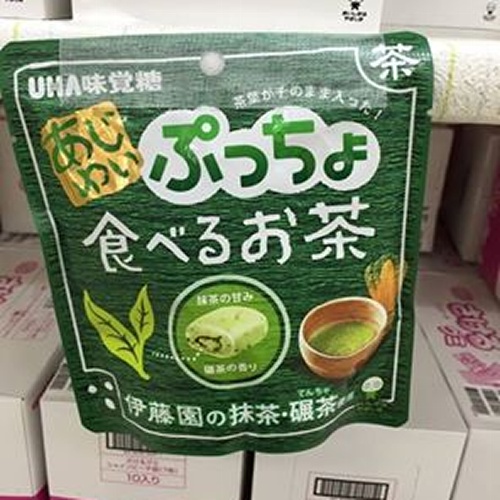 茶
UHA味覚糖
茶葉がそのまま入った!
あじわい
ぷっちょ
食べるお茶
抹茶の甘み
碾茶の香り
てんちゃ
伊藤園の抹茶・碾茶使用
10入り